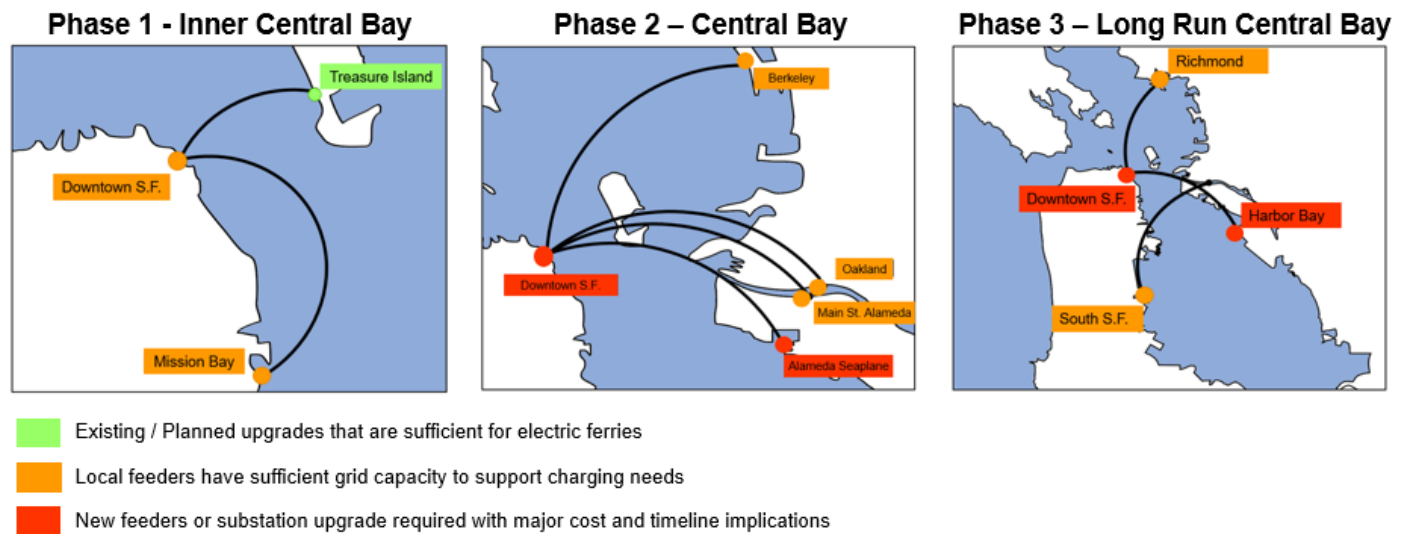 Phase 1 - Inner Central Bay
Treasure Island
Downtown S.F.
Mission Bay
Phase 2 – Central Bay
Berkeley
Downtown S.F.
Oakland
Main St. Alameda
Alameda Seaplane
Phase 3 – Long Run Central Bay
Richmond
Downtown S.F.
Harbor Bay
South S.F.
Existing / Planned upgrades that are sufficient for electric ferries
Local feeders have sufficient grid capacity to support charging needs
New feeders or substation upgrade required with major cost and timeline implications